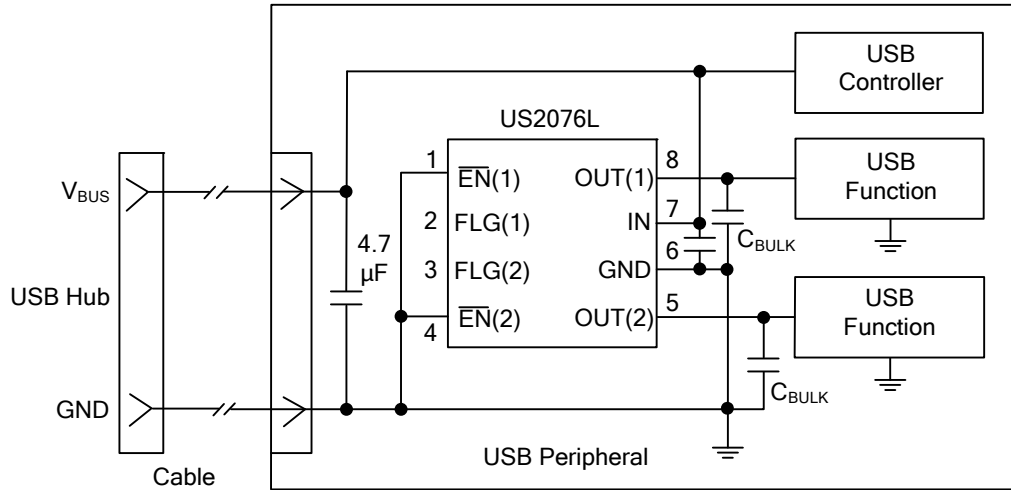 USB
Controller
US2076L
1
EN(1)
OUT(1)
8
USB
Function
VBUS
2
FLG(1)
IN
7
CBULK
4.7
µF
3
FLG(2)
GND
6
USB Hub
4
EN(2)
OUT(2)
5
USB
Function
CBULK
GND
USB Peripheral
Cable